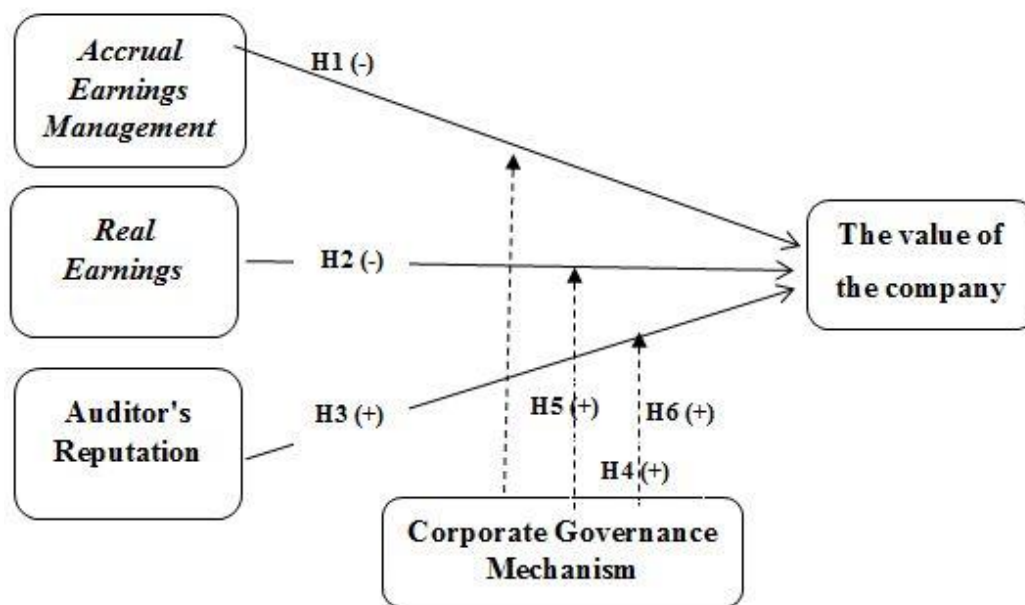 Accrual
Earnings
Management
H1 (-)
Real
Earnings
H2 (-)
The value of
the company
Auditor's
Reputation
H3 (+)
H5 (+)
H6 (+)
H4 (+)
Corporate Governance
Mechanism